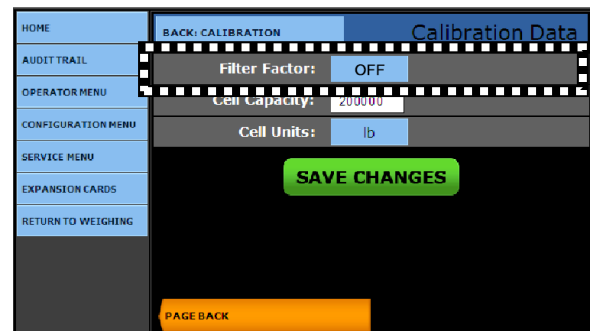 HOME
AUDIT TRAIL
OPERATOR MENU
CONFIGURATION MENU
SERVICE MENU
EXPANSION CARDS
RETURN TO WEIGHING
BACK: CALIBRATION
Calibration Data
Filter Factor: OFF
Cell Capacity: 200000
Cell Units: lb
SAVE CHANGES
PAGE BACK